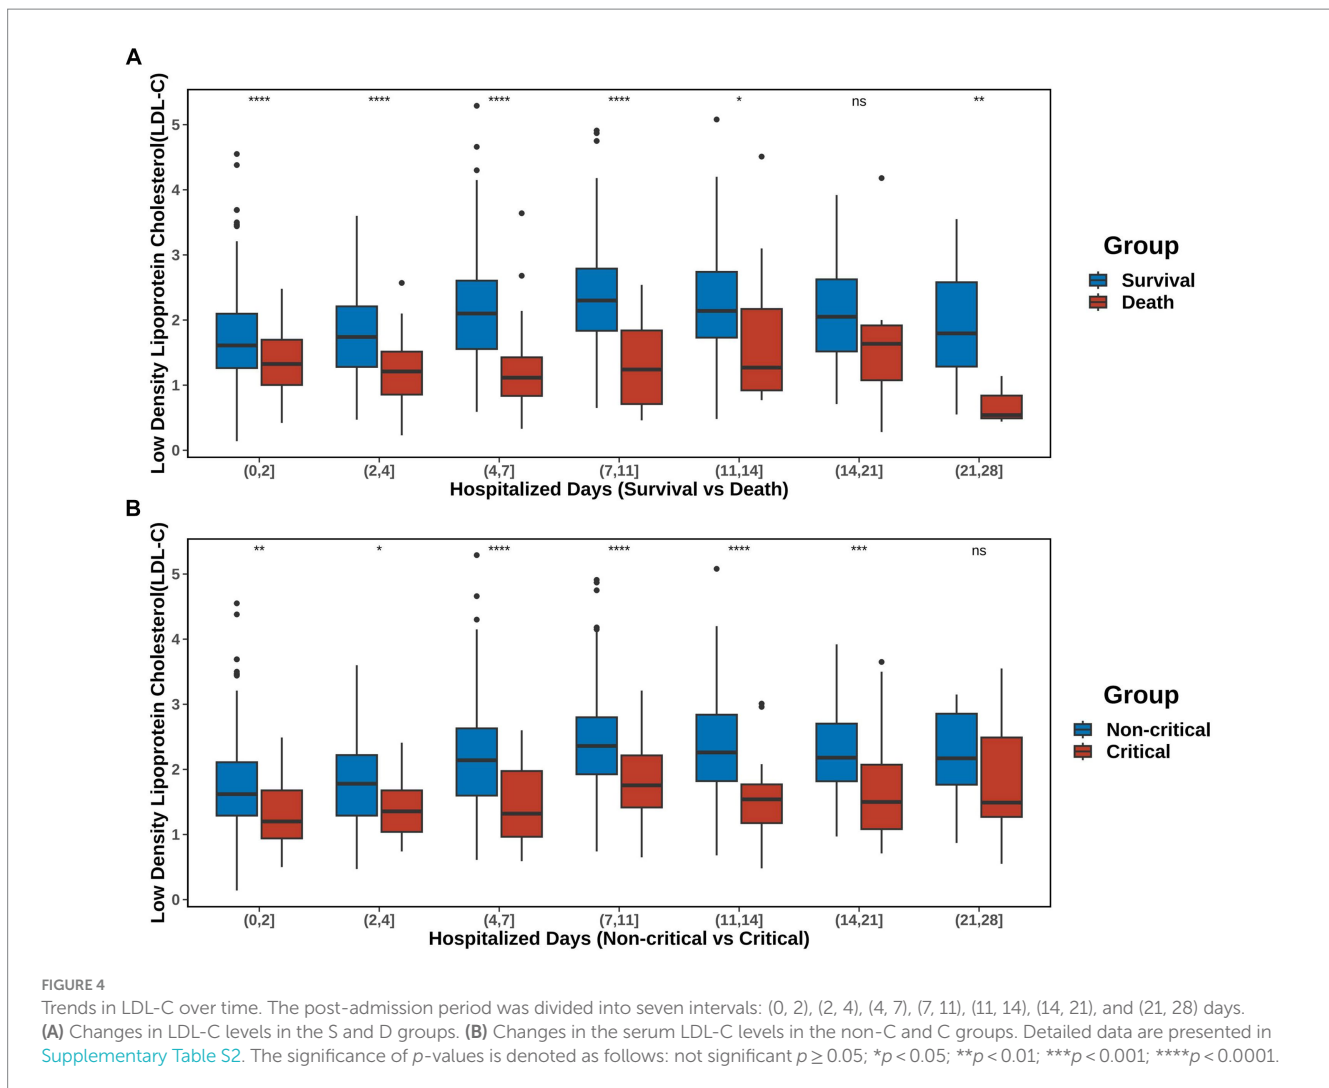 A
Low Density Lipoprotein Cholesterol(LDL-C)
**** **** **** **** * ns **
5
4
3
2
1
0
(0,2] (2,4] (4,7] (7,11] (11,14] (14,21] (21,28]
Hospitalized Days (Survival vs Death)
Group
Survival
Death
B
Low Density Lipoprotein Cholesterol(LDL-C)
** * **** **** **** *** ns
5
4
3
2
1
0
(0,2] (2,4] (4,7] (7,11] (11,14] (14,21] (21,28]
Hospitalized Days (Non-critical vs Critical)
Group
Non-critical
Critical
FIGURE 4
Trends in LDL-C over time. The post-admission period was divided into seven intervals: (0, 2), (2, 4), (4, 7), (7, 11), (11, 14), (14, 21), and (21, 28) days.
(A) Changes in LDL-C levels in the S and D groups. (B) Changes in the serum LDL-C levels in the non-C and C groups. Detailed data are presented in
Supplementary Table S2. The significance of p-values is denoted as follows: not significant p ≥ 0.05; *p < 0.05; **p < 0.01; ***p < 0.001; ****p < 0.0001.